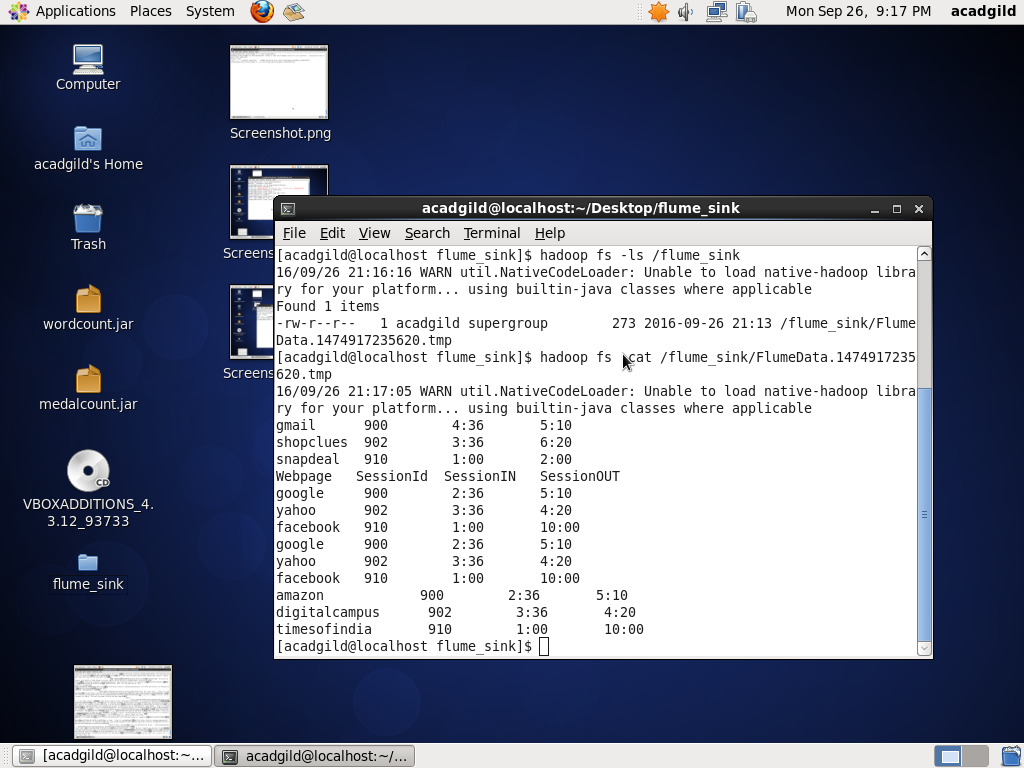 Applications Places System Mon Sep 26, 9:17 PM acadgild
Computer
acadgild's Home
Trash
wordcount.jar
medalcount.jar
CD
VBOXADDITIONS_4.
3.12_93733
flume_sink
Screenshot.png
Screens
Screens
acadgild@localhost:~/Desktop/flume_sink
File Edit View Search Terminal Help
[acadgild@localhost flume_sink]$ hadoop fs -ls /flume_sink
16/09/26 21:16:16 WARN util.NativeCodeLoader: Unable to load native-hadoop libra
ry for your platform... using builtin-java classes where applicable
Found 1 items
-rw-r--r--   1 acadgild supergroup        273 2016-09-26 21:13 /flume_sink/Flume
Data.1474917235620.tmp
[acadgild@localhost flume_sink]$ hadoop fs cat /flume_sink/FlumeData.1474917235
620.tmp
16/09/26 21:17:05 WARN util.NativeCodeLoader: Unable to load native-hadoop libra
ry for your platform... using builtin-java classes where applicable
gmail      900        4:36       5:10
shopclues  902        3:36       6:20
snapdeal   910        1:00       2:00
Webpage   SessionId  SessionIN   SessionOUT
google     900        2:36       5:10
yahoo      902        3:36       4:20
facebook   910        1:00       10:00
google     900        2:36       5:10
yahoo      902        3:36       4:20
facebook   910        1:00       10:00
amazon            900        2:36       5:10
digitalcampus      902        3:36       4:20
timesofindia       910        1:00       10:00
[acadgild@localhost flume_sink]$
[acadgild@localhost:~...
acadgild@localhost:~/...